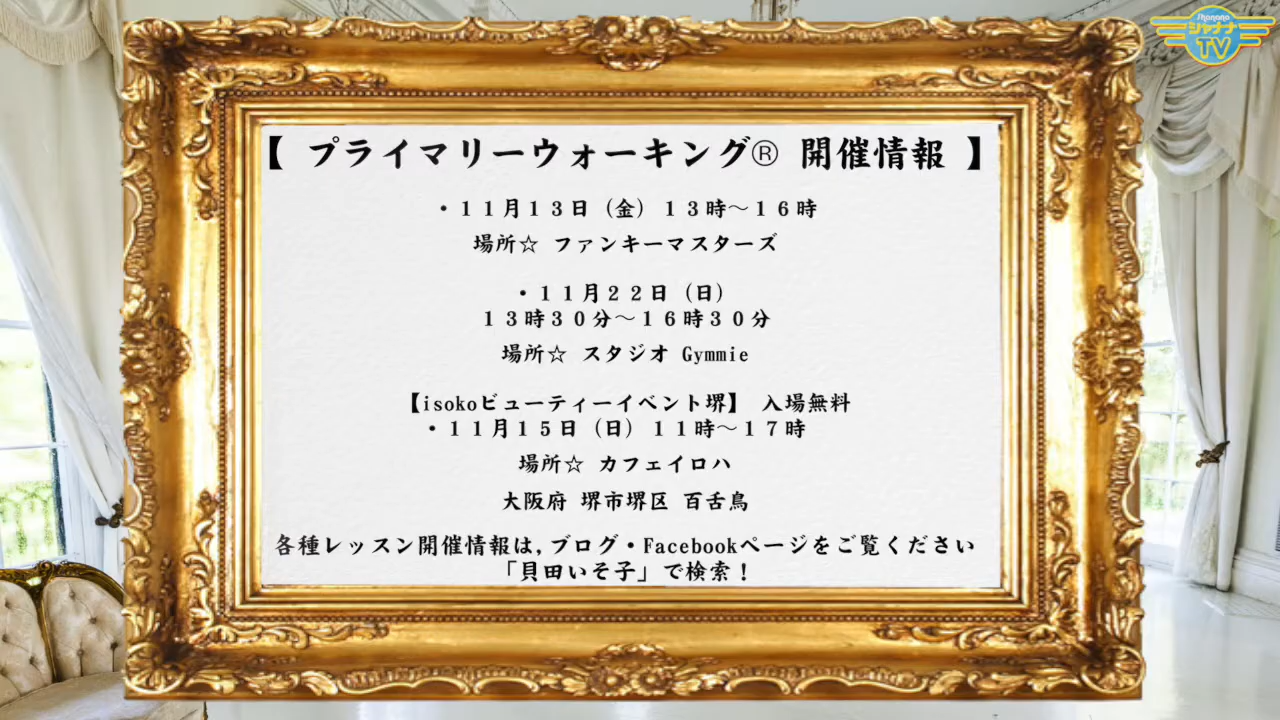 Shanana
シャナナ
TV
【 プライマリーウォーキング® 開催情報 】
・１１月１３日（金）１３時～１６時
場所☆ ファンキーマスターズ
・１１月２２日（日）
１３時３０分～１６時３０分
場所☆ スタジオ Gymmie
【isokoビューティーイベント堺】 入場無料
・１１月１５日（日）１１時～１７時
場所☆ カフェイロハ
大阪府 堺市堺区 百舌鳥
各種レッスン開催情報は,ブログ・Facebookページをご覧ください
「貝田いそ子」で検索！